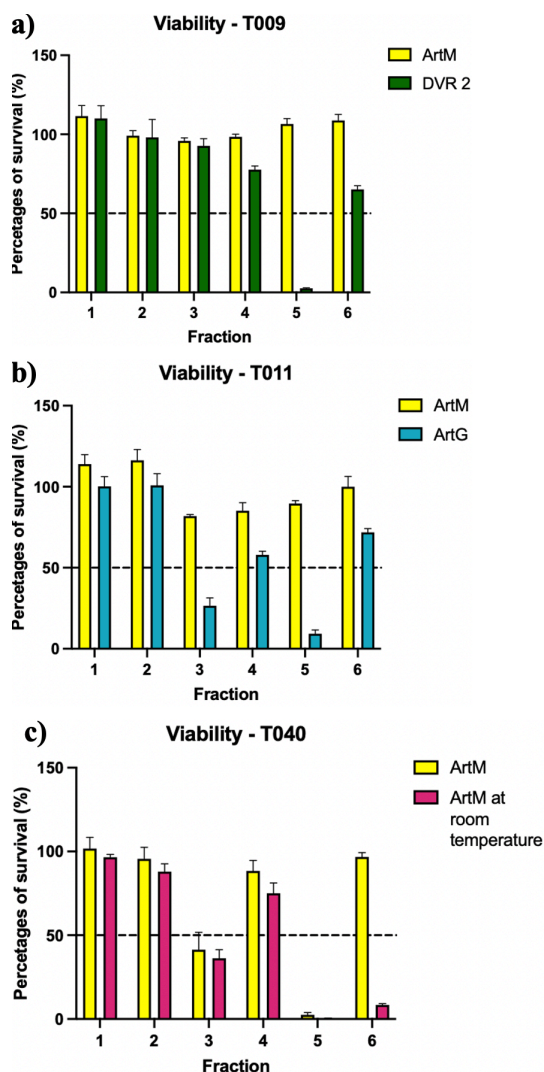 a)
Viability - T009
Percetages of survival (%)
150
100
50
0
1 2 3 4 5 6
Fraction
ArtM
DVR 2
b)
Viability - T011
Percetages of survival (%)
150
100
50
0
1 2 3 4 5 6
Fraction
ArtM
ArtG
c)
Viability - T040
Percetages of survival (%)
150
100
50
0
1 2 3 4 5 6
Fraction
ArtM
ArtM at
room
temperature